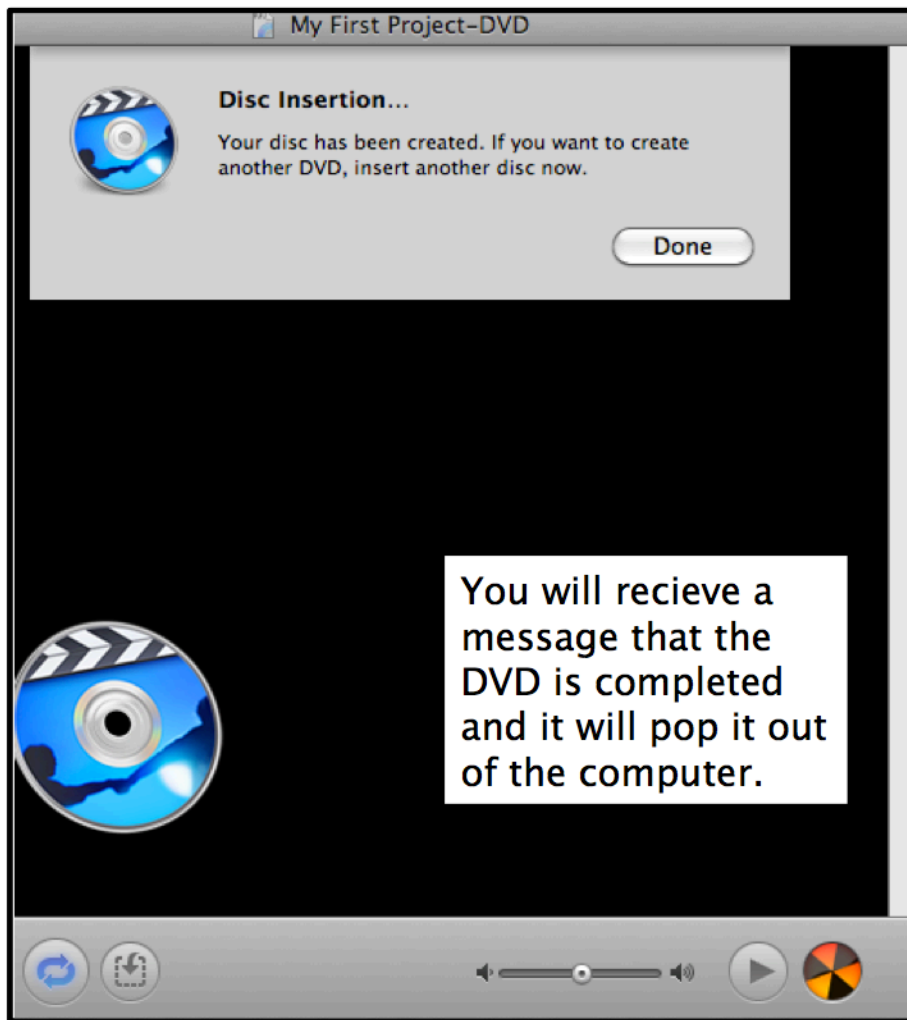 My First Project-DVD
Disc Insertion...
Your disc has been created. If you want to create
another DVD, insert another disc now.
Done
You will recieve a
message that the
DVD is completed
and it will pop it out
of the computer.